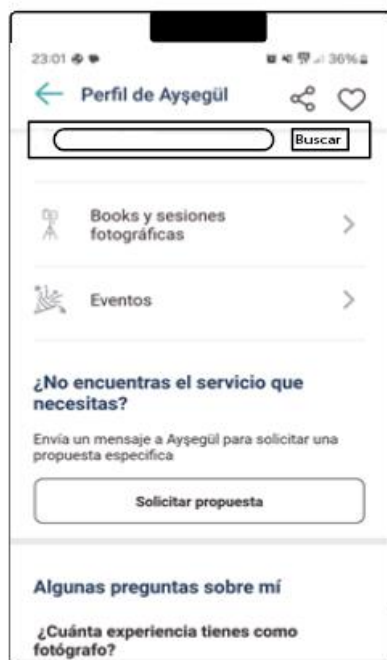 23:01 36%
Perfil de Ayşegül
Buscar
Books y sesiones
fotográficas
Eventos
¿No encuentras el servicio que
necesitas?
Envía un mensaje a Ayşegül para solicitar una
propuesta especifica
Solicitar propuesta
Algunas preguntas sobre mí
¿Cuánta experiencia tienes como
fotógrafo?